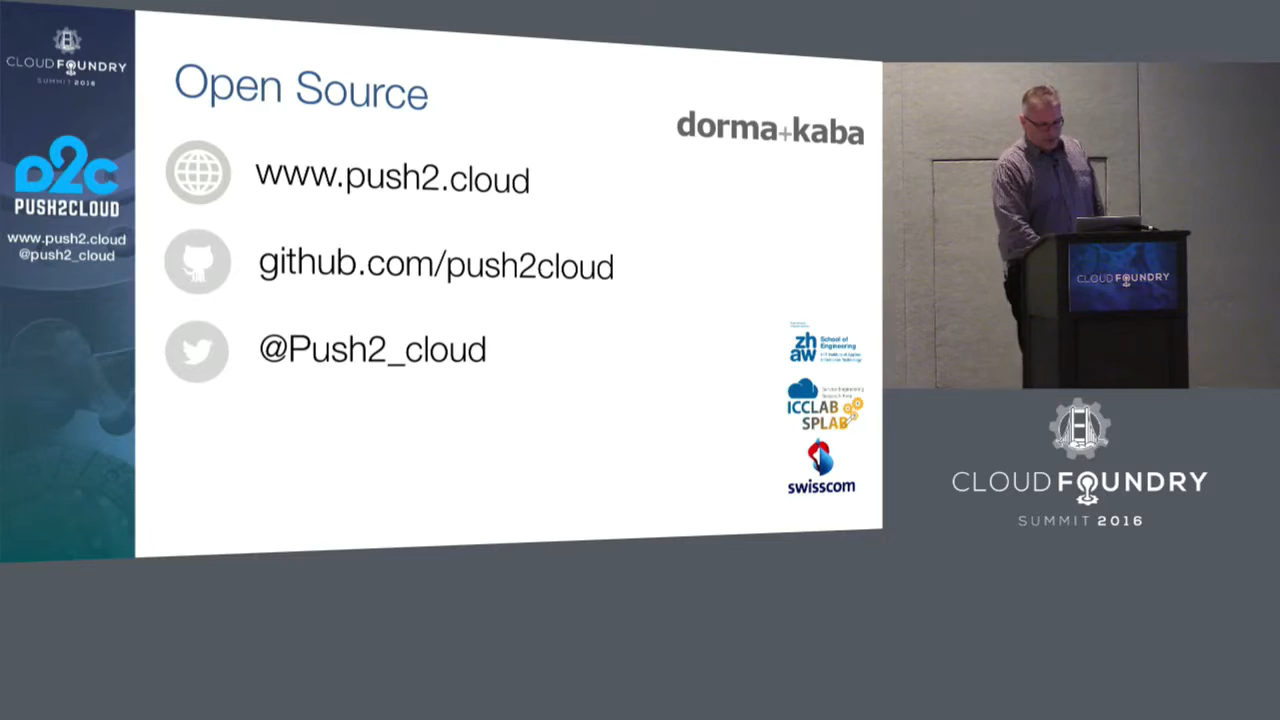 CLOUD FOUNDRY
SUMMIT 2016
P2C
PUSH2CLOUD
www.push2.cloud
@push2_cloud
Open Source
dorma+kaba
www.push2.cloud
github.com/push2cloud
@Push2_cloud
zh
aw
School of
Engineering
ICCLAB
SPLAB
swisscom
CLOUD FOUNDRY
CLOUD FOUNDRY
SUMMIT 2016